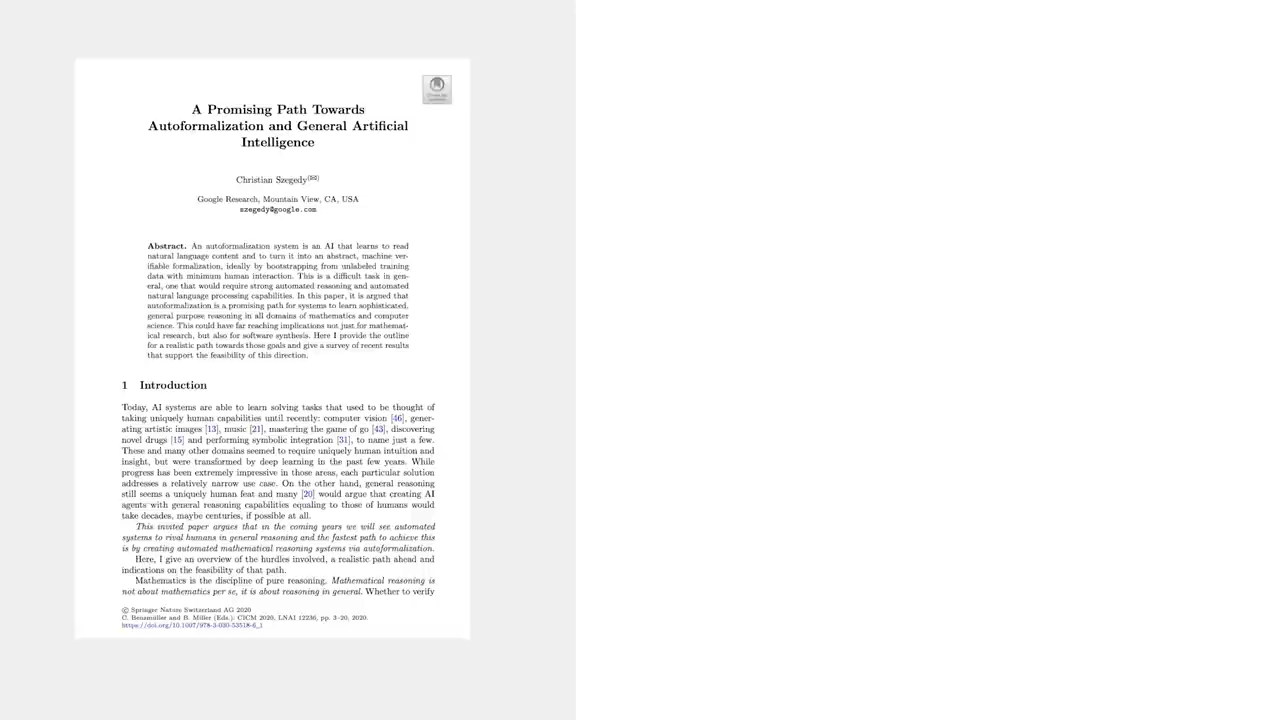 A Promising Path Towards
Autoformalization and General Artificial
Intelligence
Christian Szegedy(✉)
Google Research, Mountain View, CA, USA
szegedy@google.com
Abstract. An autoformalization system is an AI that learns to read
natural language content and to turn it into an abstract, machine ver-
ifiable formalization, ideally by bootstrapping from unlabeled training
data with minimum human interaction. This is a difficult task in gen-
eral, one that would require strong automated reasoning and automated
natural language processing capabilities. In this paper, it is argued that
autoformalization is a promising path for systems to learn sophisticated,
general purpose reasoning in all domains of mathematics and computer
science. This could have far reaching implications not just for mathemat-
ical research, but also for software synthesis. Here I provide the outline
for a realistic path towards those goals and give a survey of recent results
that support the feasibility of this direction.
1 Introduction
Today, AI systems are able to learn solving tasks that used to be thought of
taking uniquely human capabilities until recently: computer vision [46], gener-
ating artistic images [13], music [21], mastering the game of go [43], discovering
novel drugs [15] and performing symbolic integration [31], to name just a few.
These and many other domains seemed to require uniquely human intuition and
insight, but were transformed by deep learning in the past few years. While
progress has been extremely impressive in those areas, each particular solution
addresses a relatively narrow use case. On the other hand, general reasoning
still seems a uniquely human feat and many [20] would argue that creating AI
agents with general reasoning capabilities equaling to those of humans would
take decades, maybe centuries, if possible at all.
This invited paper argues that in the coming years we will see automated
systems to rival humans in general reasoning and the fastest path to achieve this
is by creating automated mathematical reasoning systems via autoformalization.
Here, I give an overview of the hurdles involved, a realistic path ahead and
indications on the feasibility of that path.
Mathematics is the discipline of pure reasoning. Mathematical reasoning is
not about mathematics per se, it is about reasoning in general. Whether to verify
© Springer Nature Switzerland AG 2020
C. Benzmüller and B. Miller (Eds.): CICM 2020, LNAI 12236, pp. 3–20, 2020.
https://doi.org/10.1007/978-3-030-53518-6_1